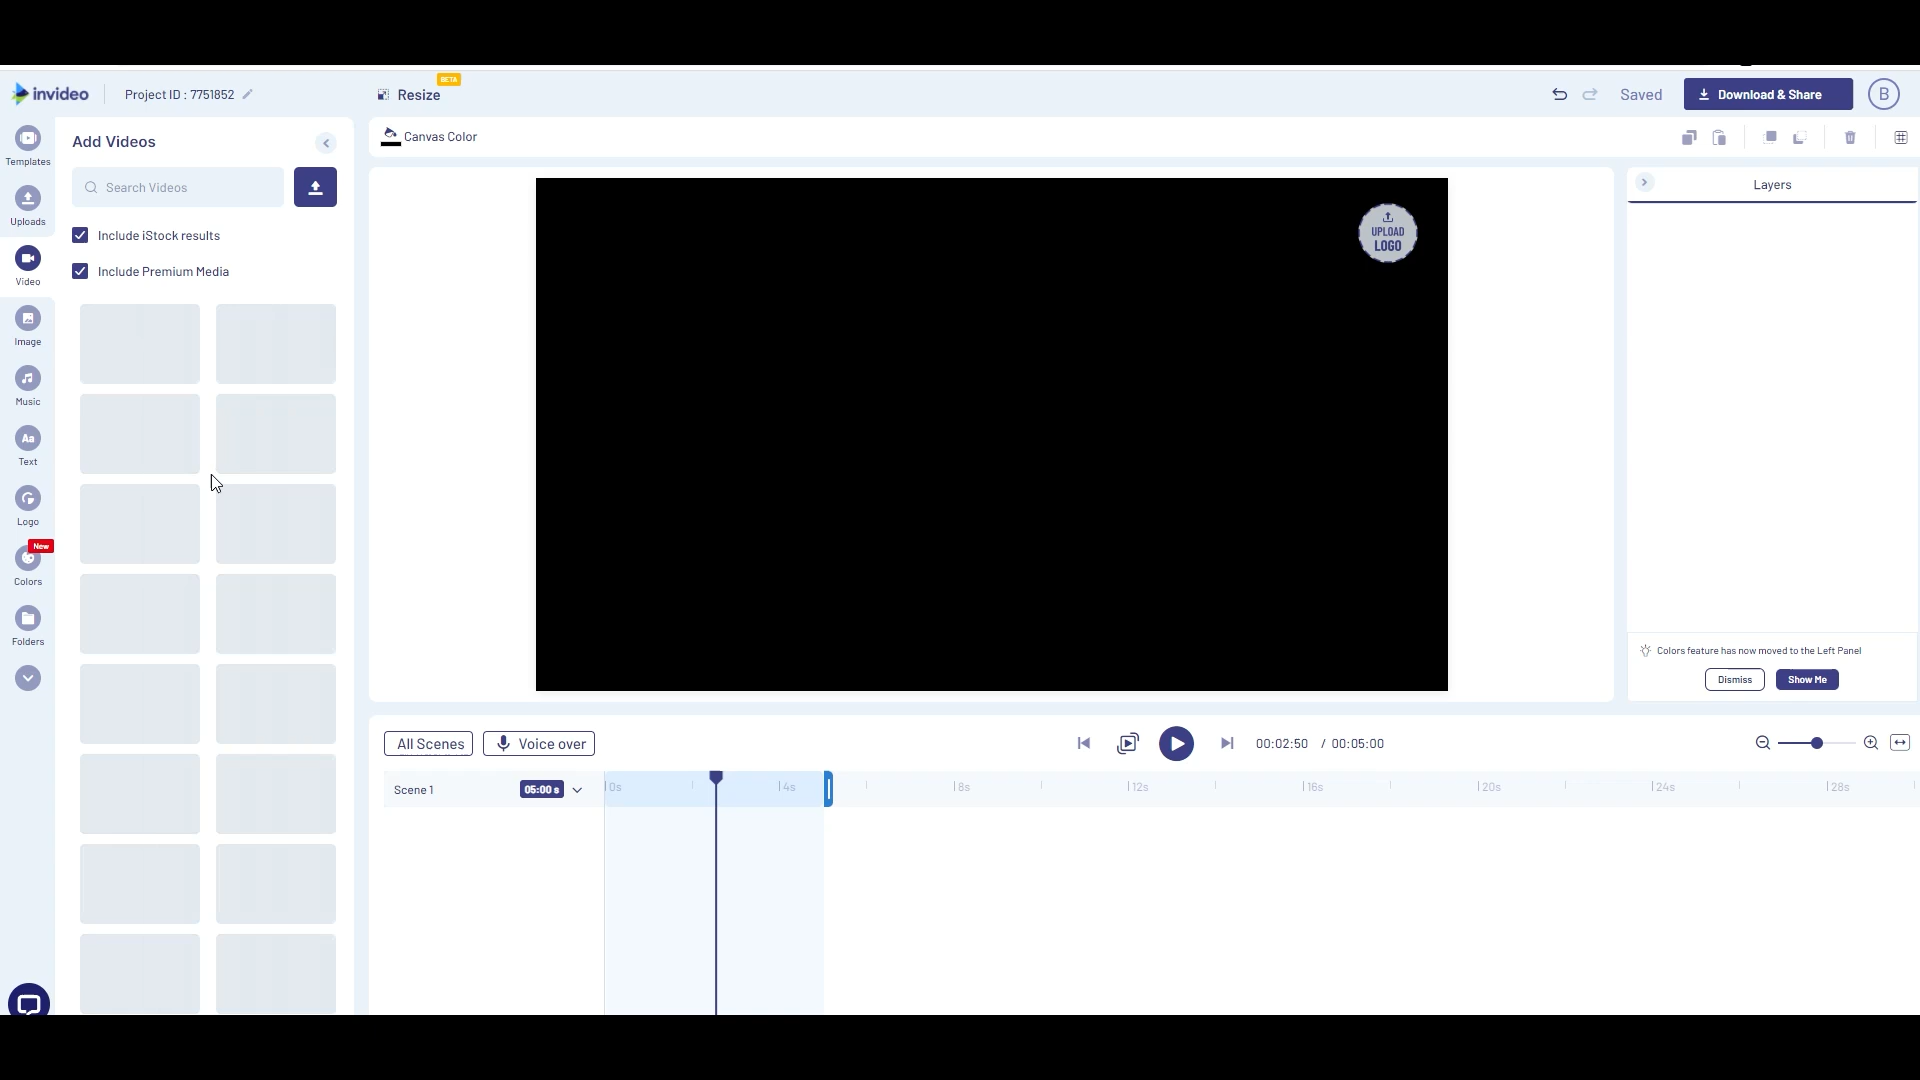 invideo
Project ID : 7751852
BETA
Resize
Saved
Download & Share
B
Templates
Uploads
Video
Image
Music
Aa
Text
Logo
New
Colors
Folders
Add Videos
Search Videos
Include iStock results
Include Premium Media
Canvas Color
UPLOAD
LOGO
Layers
Colors feature has now moved to the Left Panel
Dismiss
Show Me
All Scenes
Voice over
00:02:50 / 00:05:00
Scene 1
05:00 s
0s
4s
8s
12s
16s
20s
24s
28s